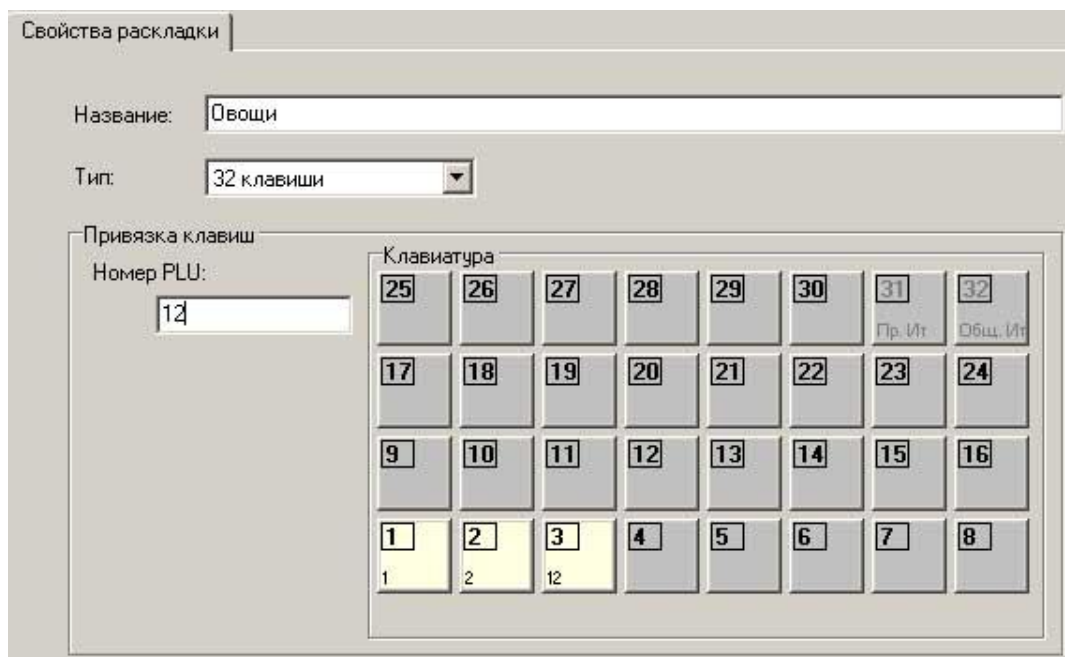 Свойства раскладки
Название: Овощи
Тип: 32 клавиши
Привязка клавиш
Номер PLU:
12
Клавиатура
25 26 27 28 29 30 31 32
Пр. Ит Общ. Ит
17 18 19 20 21 22 23 24
9 10 11 12 13 14 15 16
1 2 3 4 5 6 7 8
1 2 12